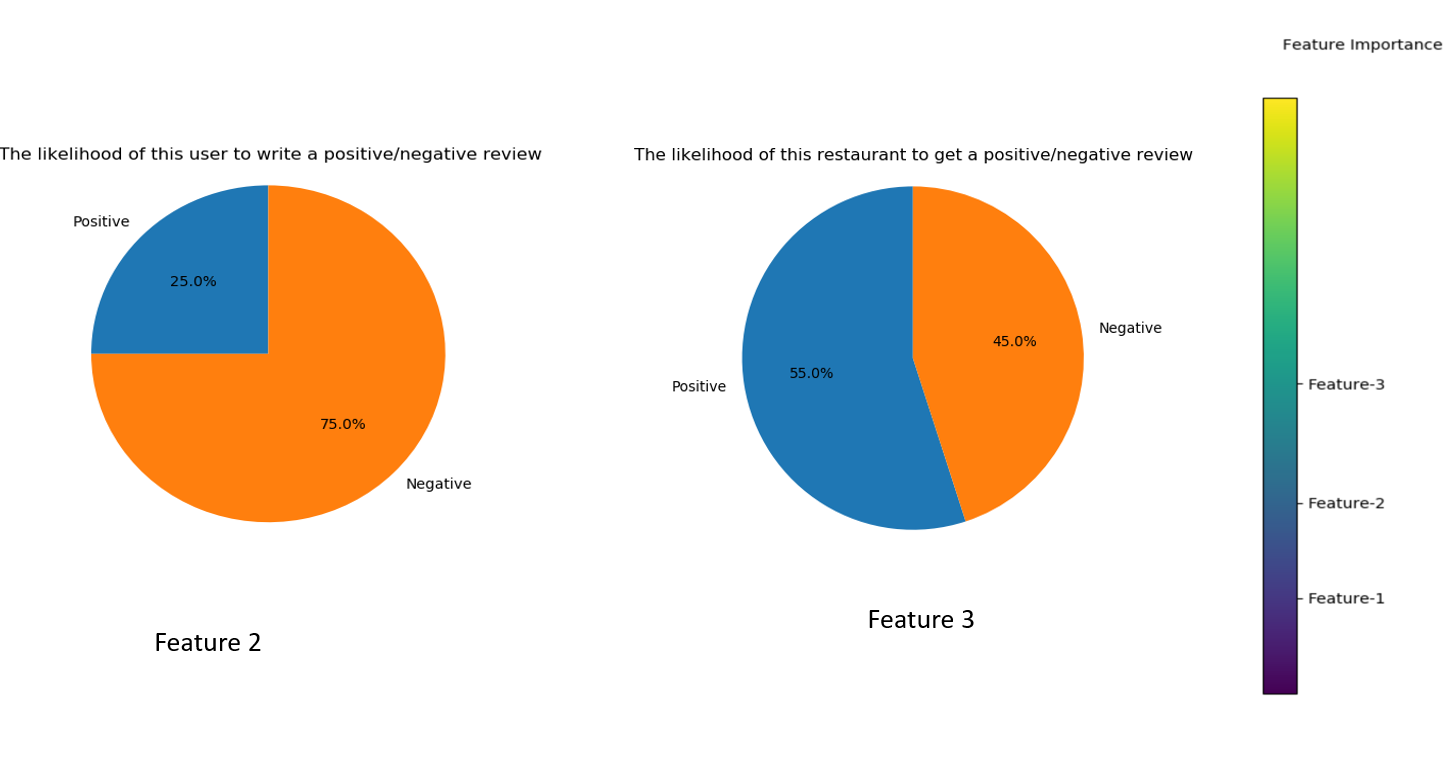 Feature Importance
The likelihood of this user to write a positive/negative review
Positive
25.0%
75.0%
Negative
Feature 2
The likelihood of this restaurant to get a positive/negative review
Negative
45.0%
55.0%
Positive
Feature 3
Feature-3
Feature-2
Feature-1